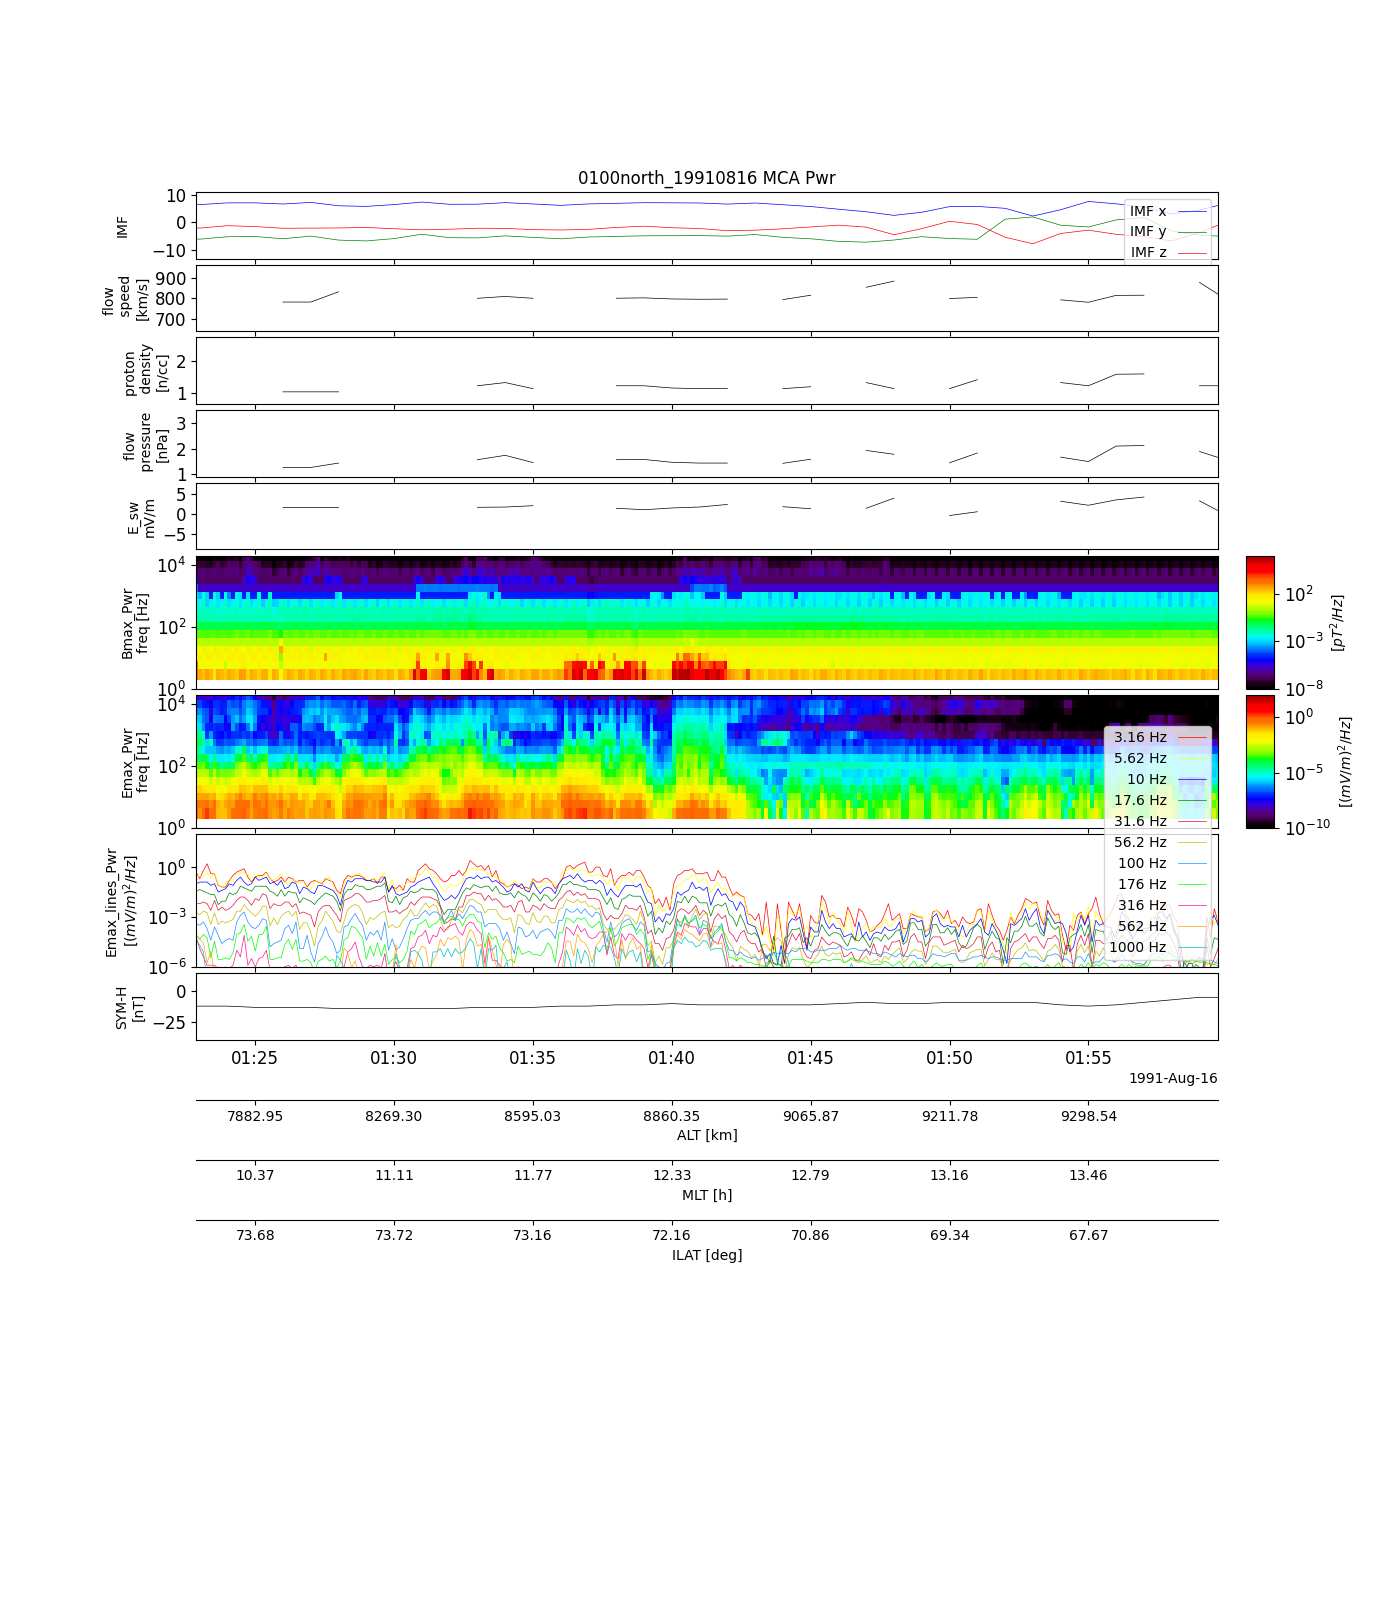 0100north_19910816 MCA Pwr
IMF
10
0
−10
IMF x
IMF y
IMF z
flow
speed
[km/s]
900
800
700
proton
density
[n/cc]
2
1
flow
pressure
[nPa]
3
2
1
E_sw
mV/m
5
0
−5
Bmax_Pwr
freq [Hz]
10^4
10^2
10^0
10^2
10^−3
10^−8
[pT^2/Hz]
Emax_Pwr
freq [Hz]
10^4
10^2
10^0
10^0
10^−5
10^−10
[(mV/m)^2/Hz]
3.16 Hz
5.62 Hz
10 Hz
17.6 Hz
31.6 Hz
56.2 Hz
100 Hz
176 Hz
316 Hz
562 Hz
1000 Hz
Emax_lines_Pwr
[(mV/m)^2/Hz]
10^0
10^−3
10^−6
SYM-H
[nT]
0
−25
01:25 01:30 01:35 01:40 01:45 01:50 01:55
1991-Aug-16
7882.95 8269.30 8595.03 8860.35 9065.87 9211.78 9298.54
ALT [km]
10.37 11.11 11.77 12.33 12.79 13.16 13.46
MLT [h]
73.68 73.72 73.16 72.16 70.86 69.34 67.67
ILAT [deg]